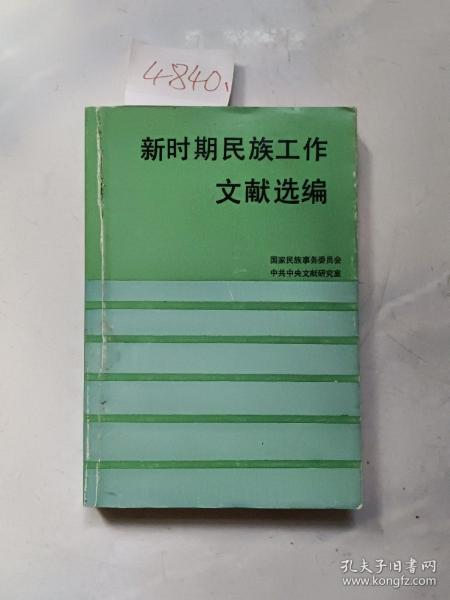 4840、
新时期民族工作
文献选编
国家民族事务委员会
中共中央文献研究室
孔夫子旧书网
www.kongfz.com